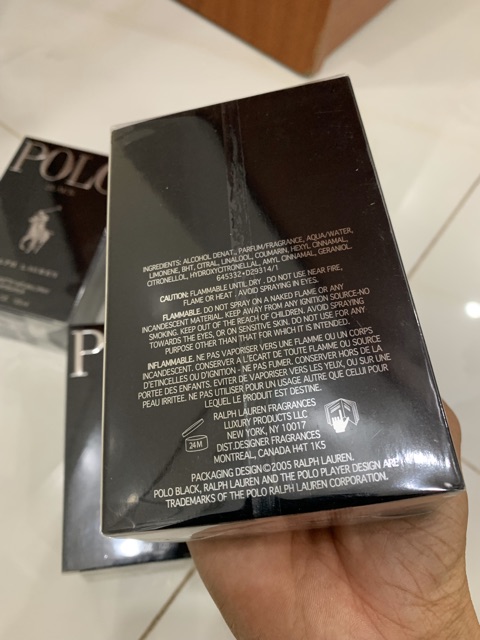 POLO
RALPH LAUREN
P
INGREDIENTS: ALCOHOL DENAT., PARFUM/FRAGRANCE, AQUA/WATER,
LIMONENE, BHT, CITRAL, LINALOOL, COUMARIN, HEXYL CINNAMAL,
CITRONELLOL, HYDROXYCITRONELLAL, AMYL CINNAMAL, GERANIOL.
645332+D29314/1
CAUTION: FLAMMABLE UNTIL DRY. DO NOT USE NEAR FIRE,
FLAME OR HEAT. AVOID SPRAYING IN EYES.
FLAMMABLE. DO NOT SPRAY ON A NAKED FLAME OR ANY
INCANDESCENT MATERIAL. KEEP AWAY FROM ANY IGNITION SOURCE-NO
SMOKING. KEEP OUT OF THE REACH OF CHILDREN. AVOID SPRAYING
TOWARDS THE EYES, OR ON SENSITIVE SKIN. DO NOT USE FOR ANY
PURPOSE OTHER THAN THAT FOR WHICH IT IS INTENDED.
INFLAMMABLE. NE PAS VAPORISER VERS UNE FLAMME OU UN CORPS
INCANDESCENT. CONSERVER A L'ECART DE TOUTE FLAMME OU SOURCE
D'ETINCELLES OU D'IGNITION - NE PAS FUMER. CONSERVER HORS DE LA
PORTEE DES ENFANTS. EVITER DE VAPORISER VERS LES YEUX, OU SUR UNE
PEAU IRRITEE. NE PAS UTILISER POUR UN USAGE AUTRE QUE CELUI POUR
LEQUEL LE PRODUIT EST DESTINE.
RALPH LAUREN FRAGRANCES
LUXURY PRODUCTS LLC
NEW YORK, NY 10017
DIST.DESIGNER FRAGRANCES
MONTREAL, CANADA H4T 1K5
24M
PACKAGING DESIGN©2005 RALPH LAUREN.
POLO BLACK, RALPH LAUREN AND THE POLO PLAYER DESIGN ARE
TRADEMARKS OF THE POLO RALPH LAUREN CORPORATION.